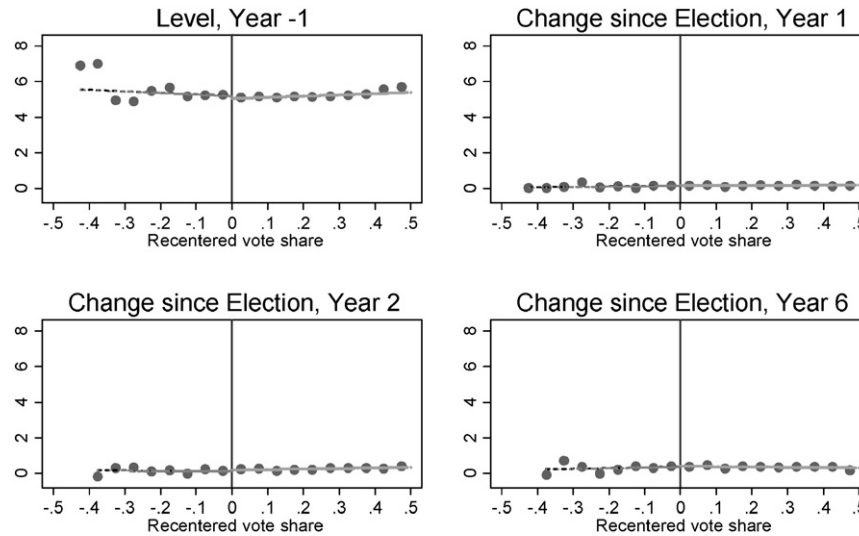 Level, Year -1
8
6
4
2
0
-.5 -.4 -.3 -.2 -.1 0 .1 .2 .3 .4 .5
Recentered vote share
Change since Election, Year 1
8
6
4
2
0
-.5 -.4 -.3 -.2 -.1 0 .1 .2 .3 .4 .5
Recentered vote share
Change since Election, Year 2
8
6
4
2
0
-.5 -.4 -.3 -.2 -.1 0 .1 .2 .3 .4 .5
Recentered vote share
Change since Election, Year 6
8
6
4
2
0
-.5 -.4 -.3 -.2 -.1 0 .1 .2 .3 .4 .5
Recentered vote share